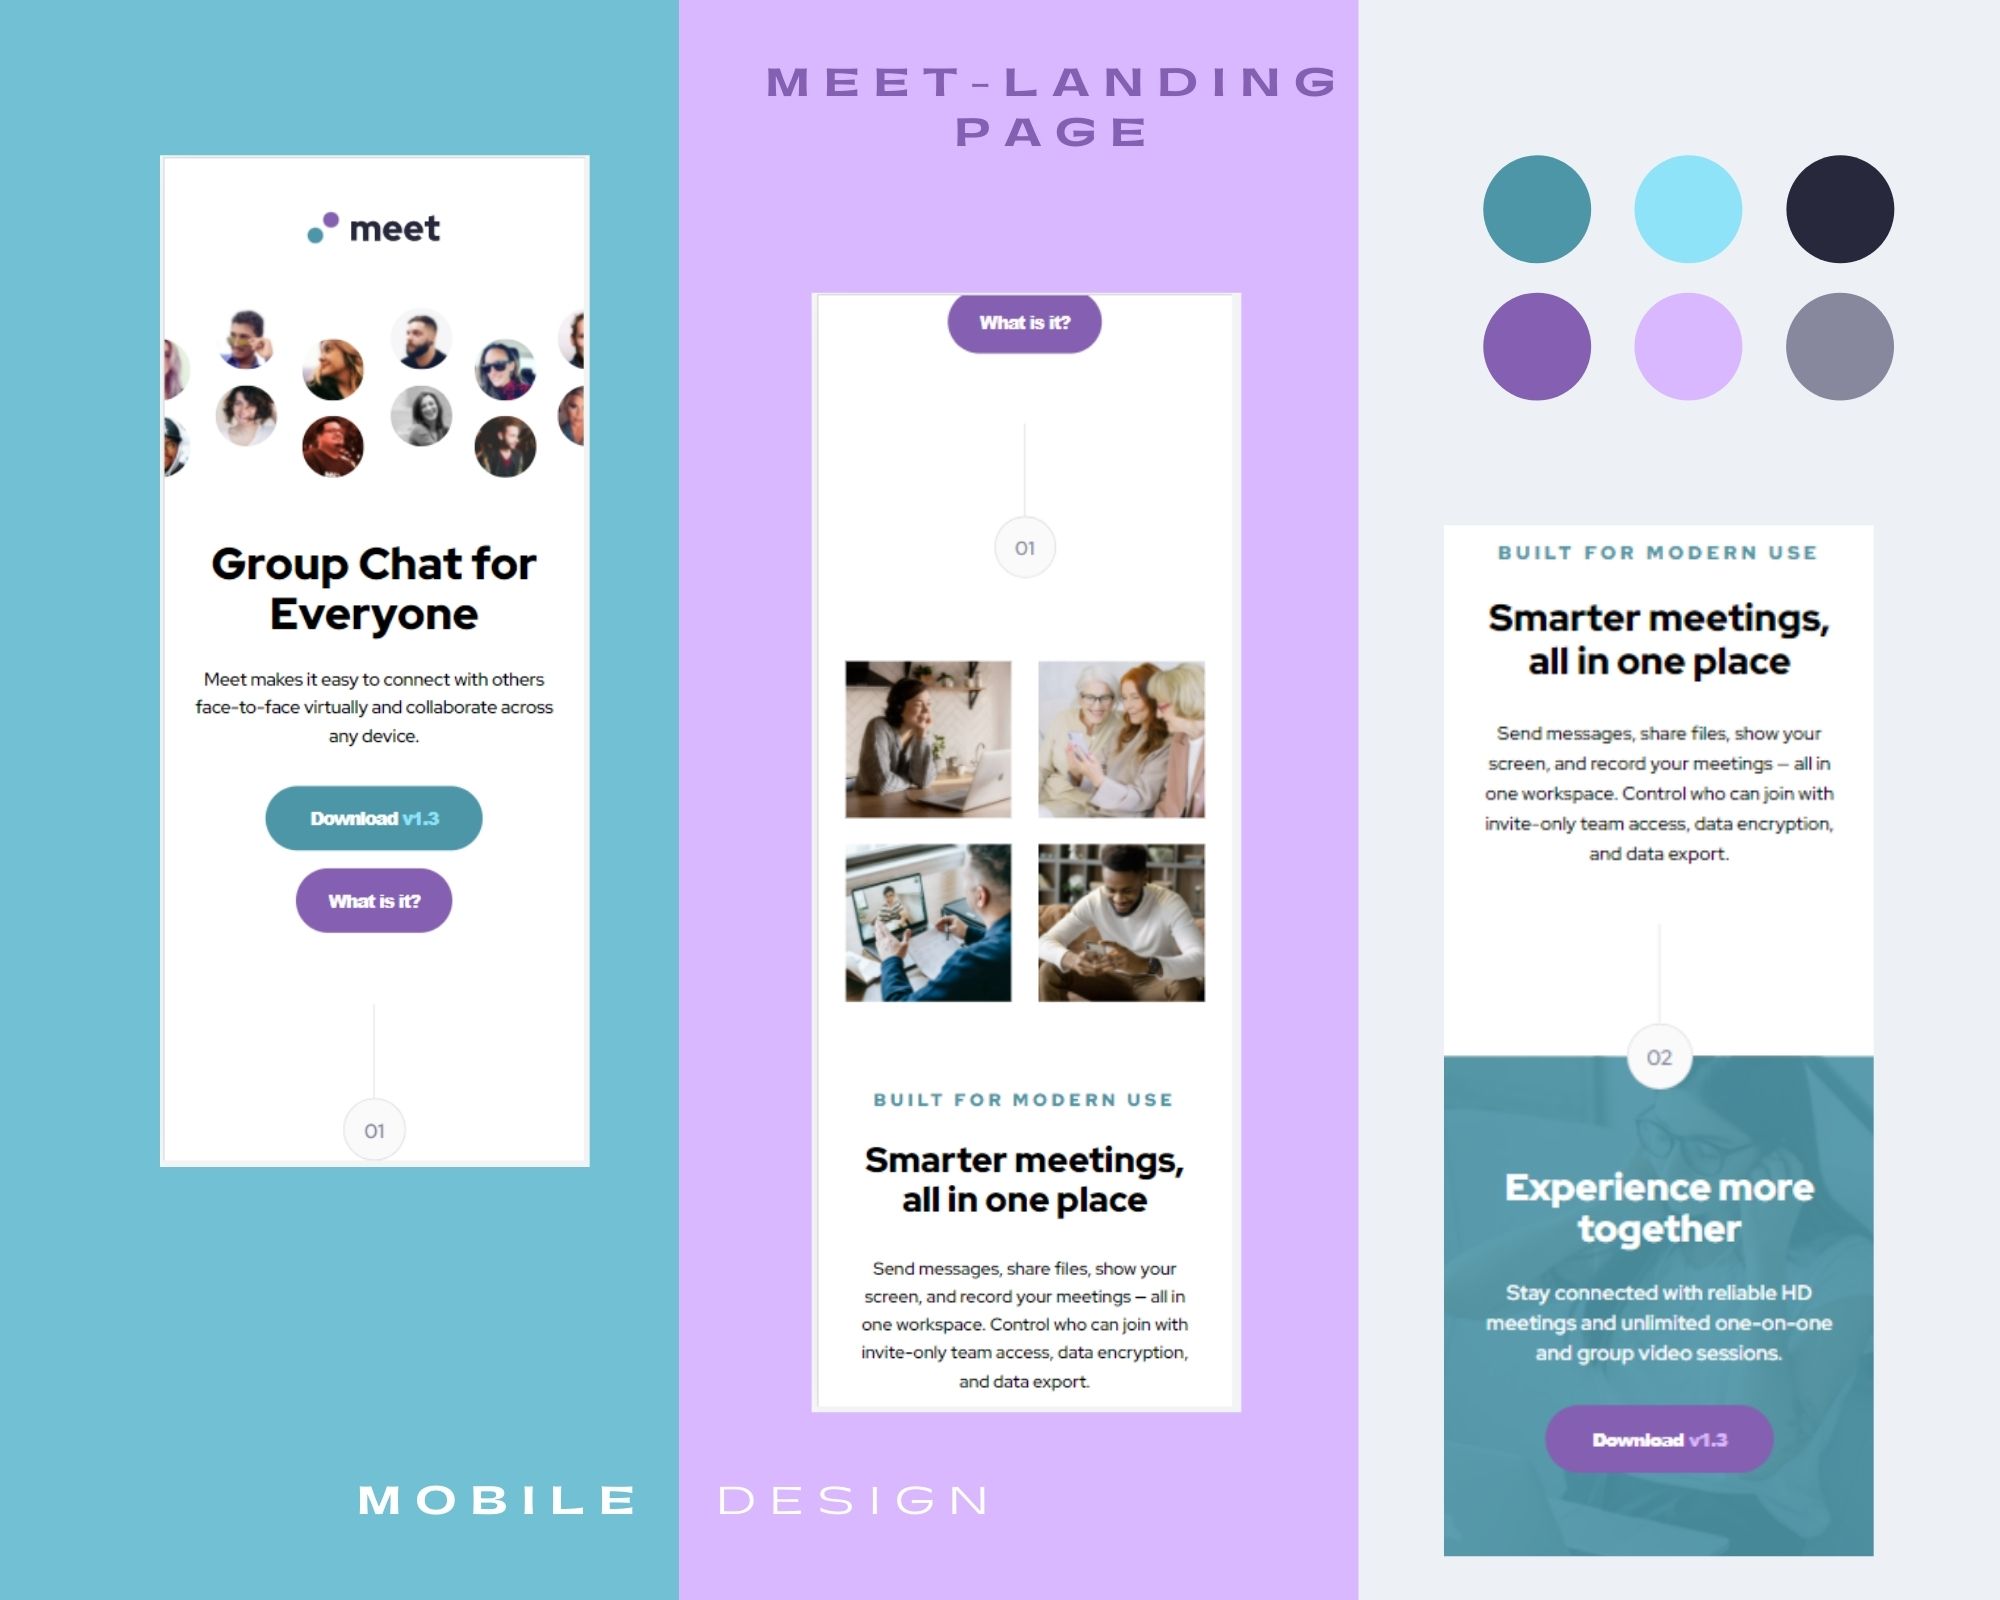 MEET-LANDING
PAGE
meet
Group Chat for
Everyone
Meet makes it easy to connect with others
face-to-face virtually and collaborate across
any device.
Download v1.3
What is it?
01
What is it?
01
BUILT FOR MODERN USE
Smarter meetings,
all in one place
Send messages, share files, show your
screen, and record your meetings – all in
one workspace. Control who can join with
invite-only team access, data encryption,
and data export.
BUILT FOR MODERN USE
Smarter meetings,
all in one place
Send messages, share files, show your
screen, and record your meetings – all in
one workspace. Control who can join with
invite-only team access, data encryption,
and data export.
02
Experience more
together
Stay connected with reliable HD
meetings and unlimited one-on-one
and group video sessions.
Download v1.3
MOBILE DESIGN